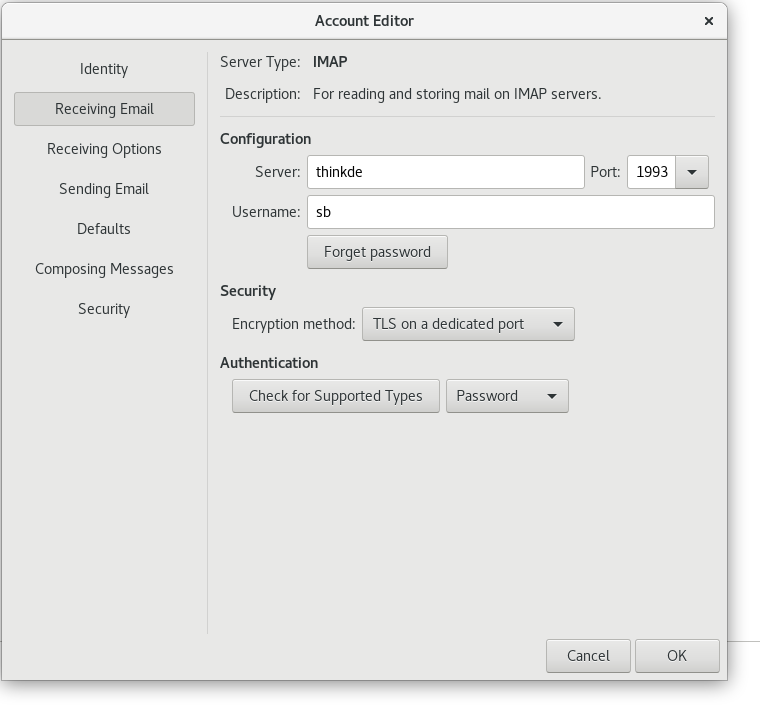 Account Editor
Identity
Receiving Email
Receiving Options
Sending Email
Defaults
Composing Messages
Security
Server Type: IMAP
Description: For reading and storing mail on IMAP servers.
Configuration
Server: thinkde Port: 1993
Username: sb
Forget password
Security
Encryption method: TLS on a dedicated port
Authentication
Check for Supported Types Password
Cancel OK